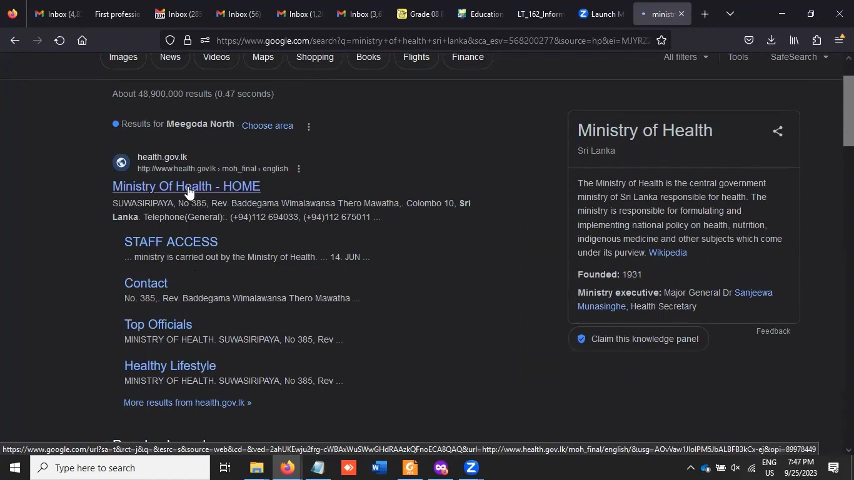 Inbox (4,8
First professio
Inbox (285
Inbox (56)
Inbox (1,2
Inbox (3,6
Grade 08
Education
LT_162_Inform
Launch M
minist
https://www.google.com/search?q=ministry+of+health+sri+lanka&sca_esv=568200277&source=hp&ei=MJYR
Images
News
Videos
Maps
Shopping
Books
Flights
Finance
All filters
Tools
SafeSearch
About 48,900,000 results (0.47 seconds)
Results for Meegoda North
Choose area
health.gov.lk
http://www.health.gov.lk › moh_final › english
Ministry Of Health - HOME
SUWASIRIPAYA, No 385, Rev. Baddegama Wimalawansa Thero Mawatha,. Colombo 10, Sri
Lanka. Telephone(General):. (+94)112 694033, (+94)112 675011 ...
STAFF ACCESS
... ministry is carried out by the Ministry of Health. ... 14. JUN ...
Contact
No. 385,. Rev. Baddegama Wimalawansa Thero Mawatha ...
Top Officials
MINISTRY OF HEALTH. SUWASIRIPAYA, No 385, Rev ...
Healthy Lifestyle
MINISTRY OF HEALTH. SUWASIRIPAYA, No 385, Rev ...
More results from health.gov.lk »
Ministry of Health
Sri Lanka
The Ministry of Health is the central government
ministry of Sri Lanka responsible for health. The
ministry is responsible for formulating and
implementing national policy on health, nutrition,
indigenous medicine and other subjects which come
under its purview. Wikipedia
Founded: 1931
Ministry executive: Major General Dr Sanjeewa
Munasinghe, Health Secretary
Claim this knowledge panel
Feedback
Type here to search
ENG
US
7:47 PM
9/25/2023